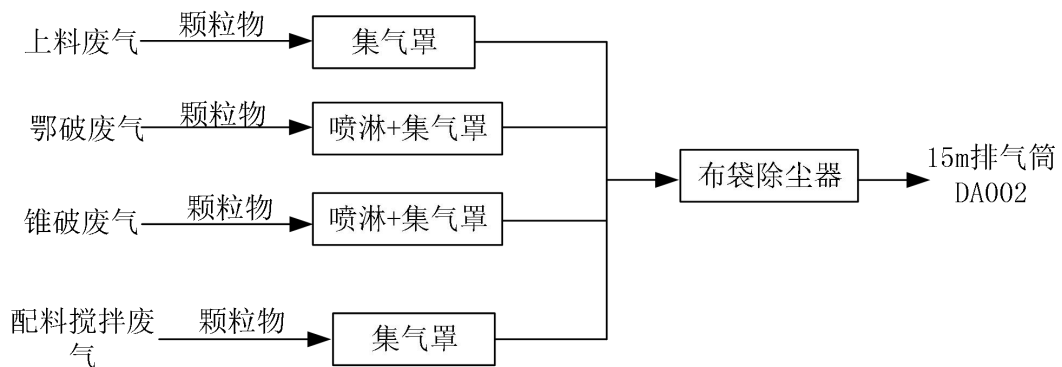 上料废气
颗粒物
集气罩
鄂破废气
颗粒物
喷淋+集气罩
锥破废气
颗粒物
喷淋+集气罩
配料搅拌废
气
颗粒物
集气罩
布袋除尘器
15m排气筒
DA002